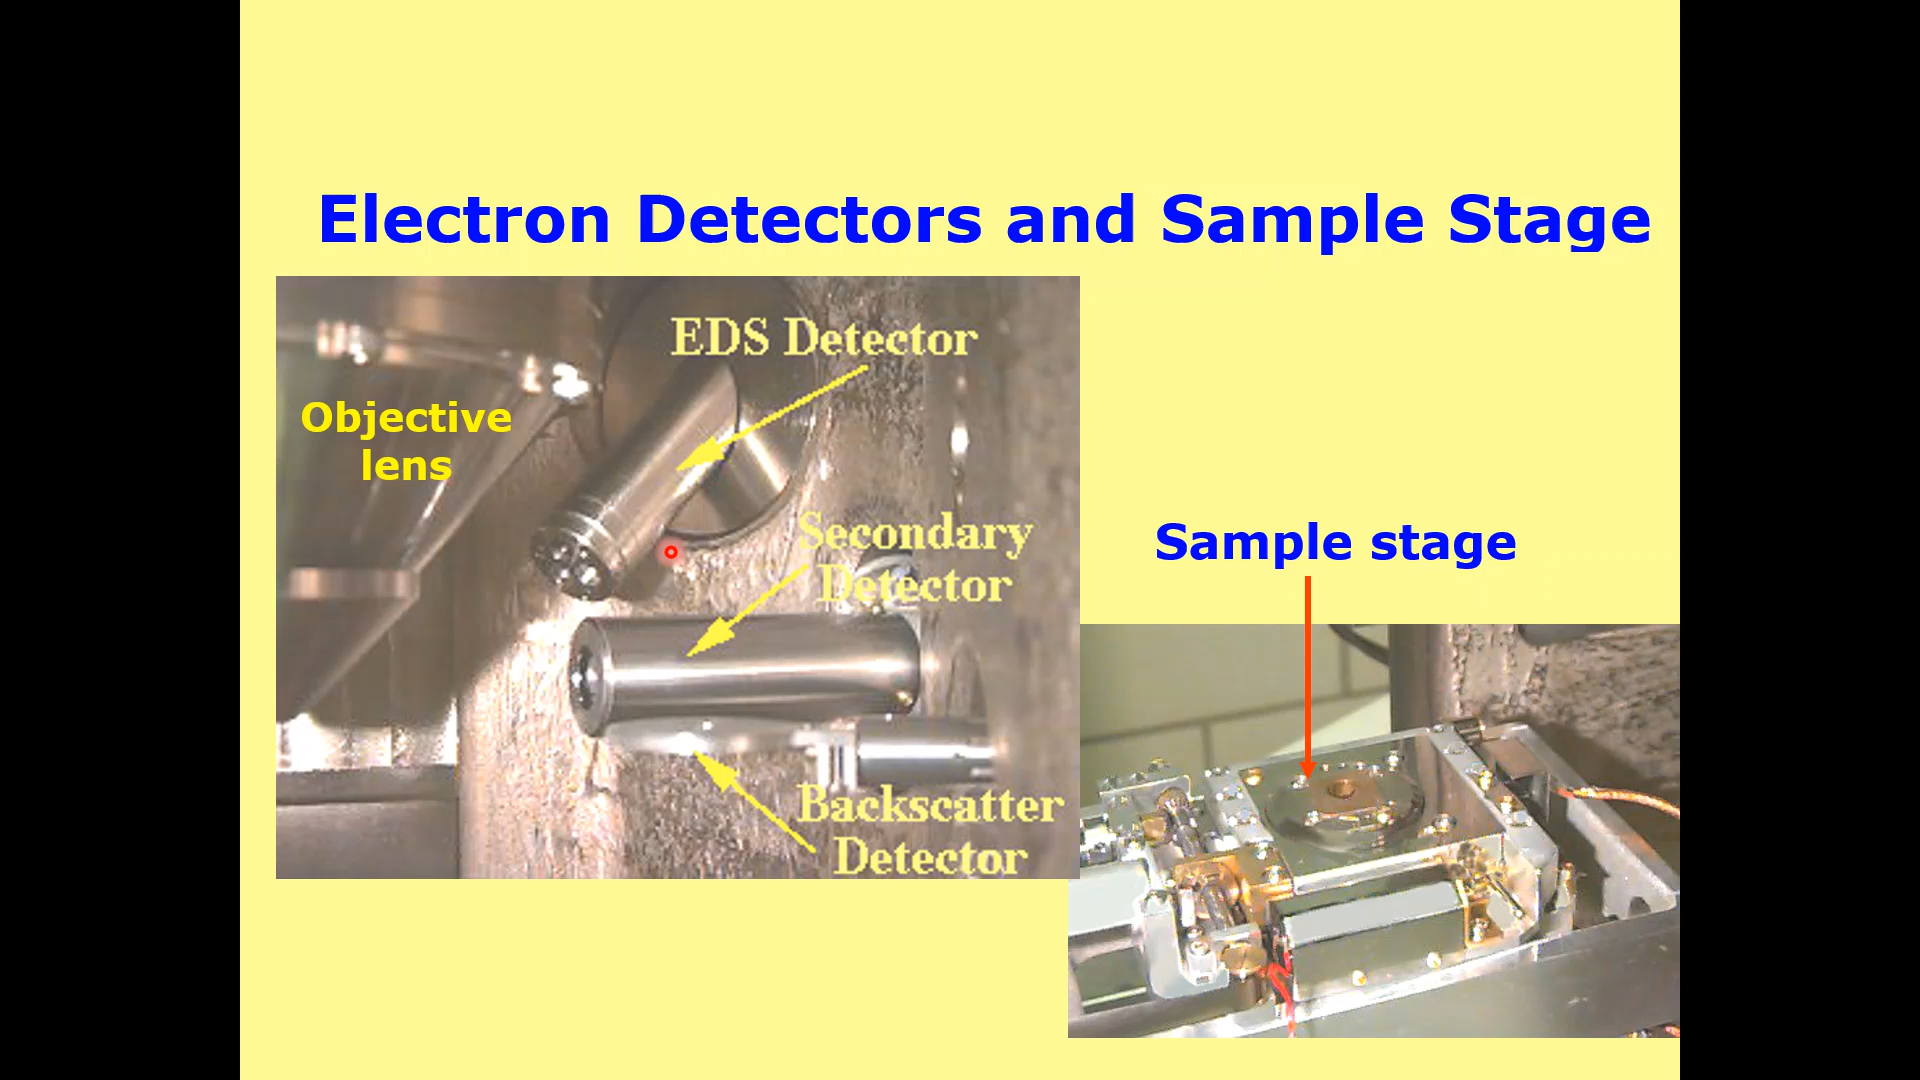 Electron Detectors and Sample Stage
EDS Detector
Objective
lens
Secondary
Detector
Sample stage
Backscatter
Detector